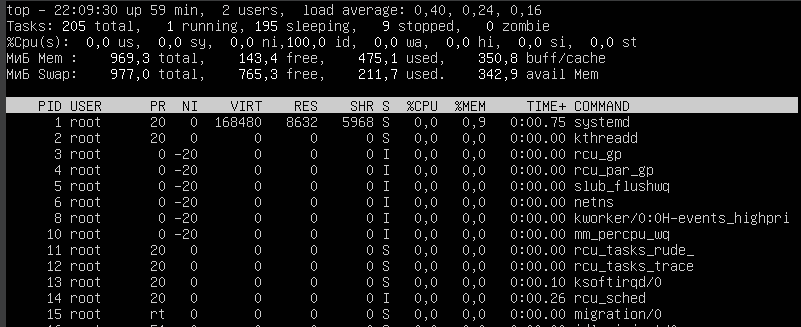 top - 22:09:30 up 59 min,  2 users,  load average: 0,40, 0,24, 0,16
Tasks: 205 total,   1 running, 195 sleeping,   9 stopped,   0 zombie
%Cpu(s):  0,0 us,  0,0 sy,  0,0 ni,100,0 id,  0,0 wa,  0,0 hi,  0,0 si,  0,0 st
МиБ Mem :    969,3 total,    143,4 free,    475,1 used,    350,8 buff/cache
МиБ Swap:    977,0 total,    765,3 free,    211,7 used.    342,9 avail Mem
PID USER      PR  NI    VIRT    RES    SHR S  %CPU  %MEM     TIME+ COMMAND
1 root      20   0  168480   8632   5968 S   0,0   0,9   0:00.75 systemd
2 root      20   0       0      0      0 S   0,0   0,0   0:00.00 kthreadd
3 root       0 -20       0      0      0 I   0,0   0,0   0:00.00 rcu_gp
4 root       0 -20       0      0      0 I   0,0   0,0   0:00.00 rcu_par_gp
5 root       0 -20       0      0      0 I   0,0   0,0   0:00.00 slub_flushwq
6 root       0 -20       0      0      0 I   0,0   0,0   0:00.00 netns
8 root       0 -20       0      0      0 I   0,0   0,0   0:00.00 kworker/0:0H-events_highpri
10 root       0 -20       0      0      0 I   0,0   0,0   0:00.00 mm_percpu_wq
11 root      20   0       0      0      0 S   0,0   0,0   0:00.00 rcu_tasks_rude_
12 root      20   0       0      0      0 S   0,0   0,0   0:00.00 rcu_tasks_trace
13 root      20   0       0      0      0 S   0,0   0,0   0:00.10 ksoftirqd/0
14 root      20   0       0      0      0 I   0,0   0,0   0:00.26 rcu_sched
15 root      rt   0       0      0      0 S   0,0   0,0   0:00.00 migration/0